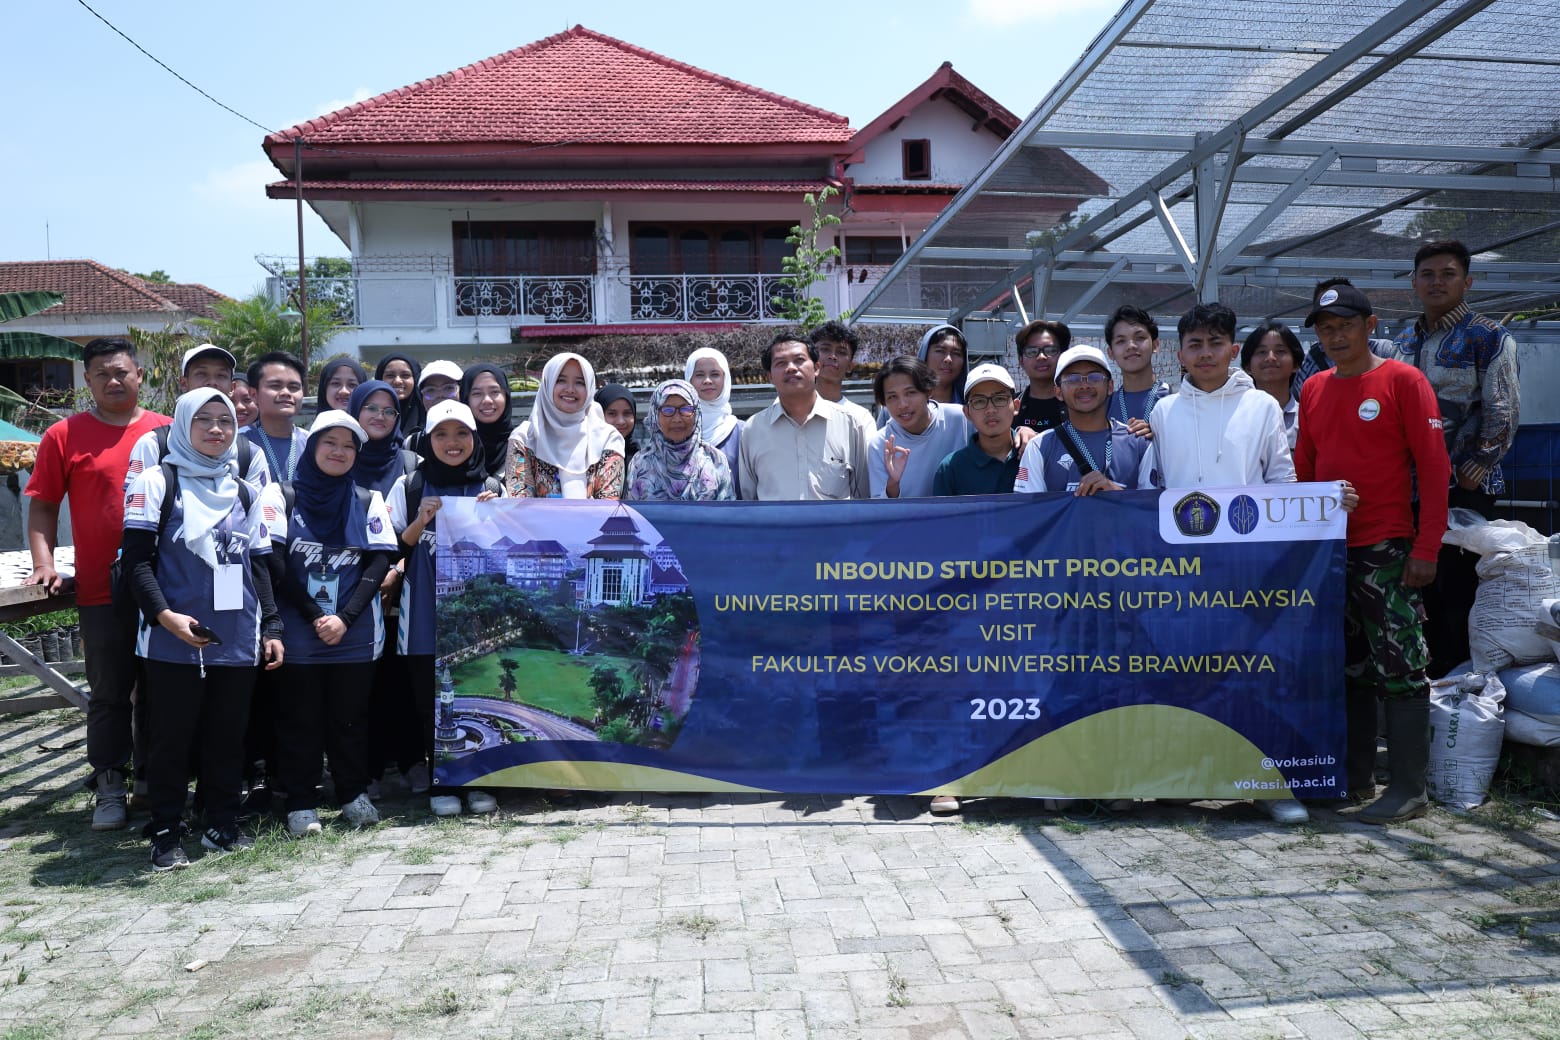 UTP
INBOUND STUDENT PROGRAM
UNIVERSITI TEKNOLOGI PETRONAS (UTP) MALAYSIA
VISIT
FAKULTAS VOKASI UNIVERSITAS BRAWIJAYA
2023
@vokasiub
vokasi.ub.ac.id
CAKRA